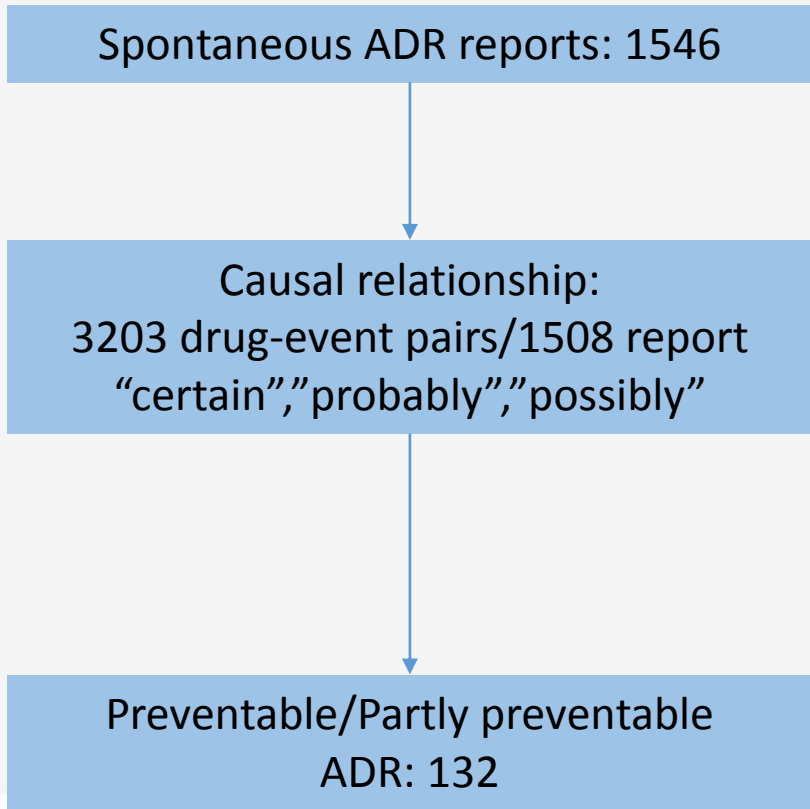 Spontaneous ADR reports: 1546
Causal relationship:
3203 drug-event pairs/1508 report
“certain”,”probably”,”possibly”
Preventable/Partly preventable
ADR: 132